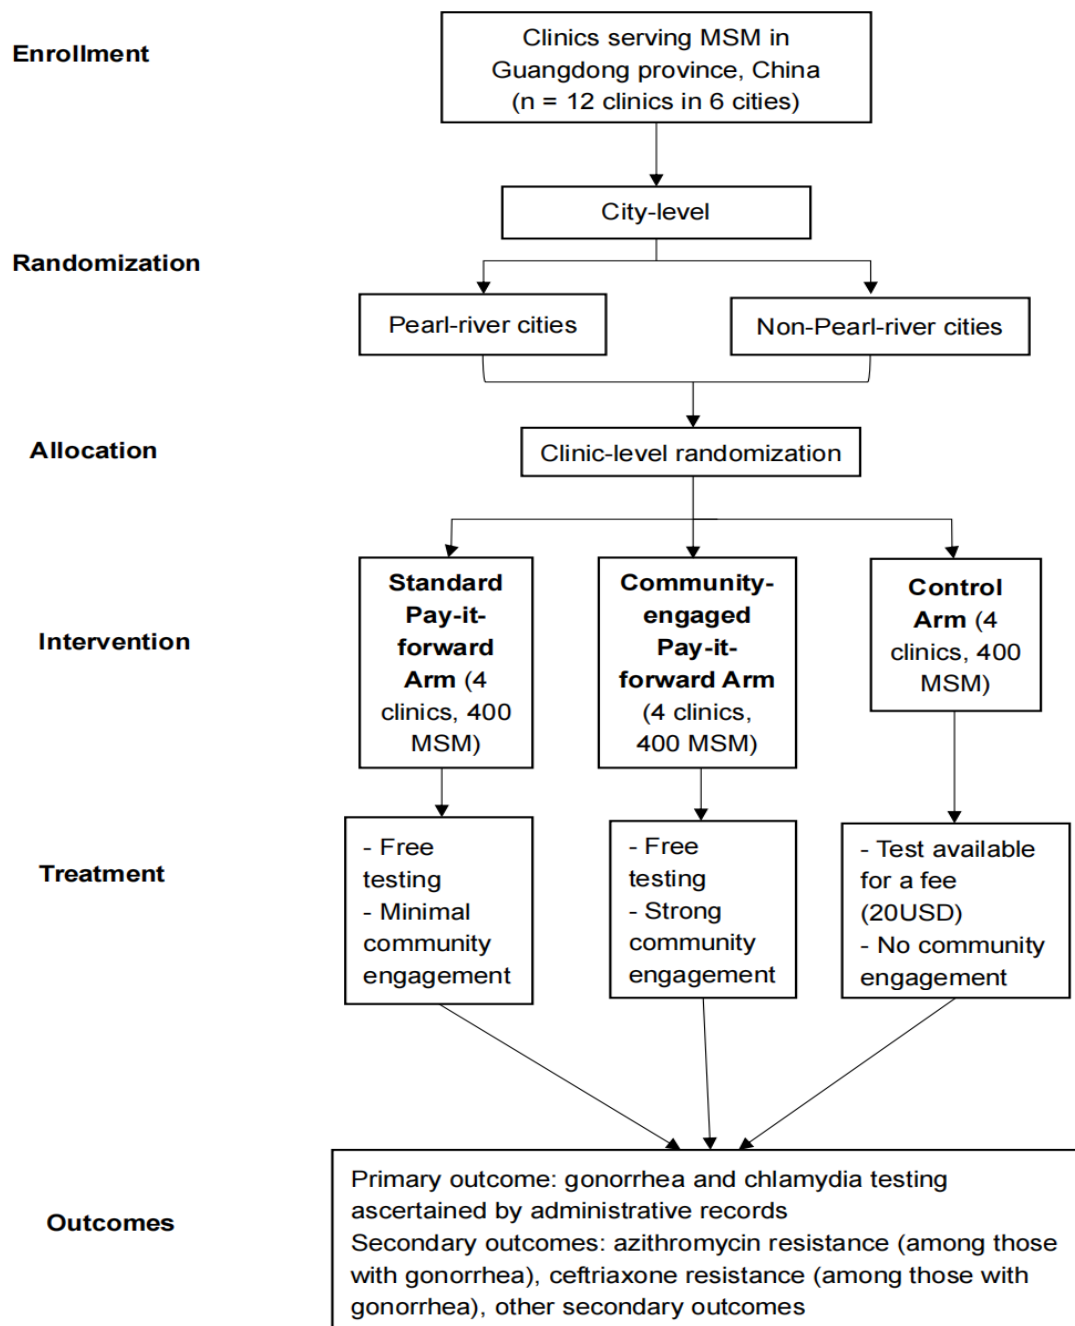 Enrollment
Clinics serving MSM in
Guangdong province, China
(n = 12 clinics in 6 cities)
City-level
Randomization
Pearl-river cities
Non-Pearl-river cities
Allocation
Clinic-level randomization
Intervention
Standard
Pay-it-
forward
Arm (4
clinics, 400
MSM)
Community-
engaged
Pay-it-
forward Arm
(4 clinics,
400 MSM)
Control
Arm (4
clinics, 400
MSM)
Treatment
- Free
testing
- Minimal
community
engagement
- Free
testing
- Strong
community
engagement
- Test available
for a fee
(20USD)
- No community
engagement
Outcomes
Primary outcome: gonorrhea and chlamydia testing
ascertained by administrative records
Secondary outcomes: azithromycin resistance (among those
with gonorrhea), ceftriaxone resistance (among those with
gonorrhea), other secondary outcomes